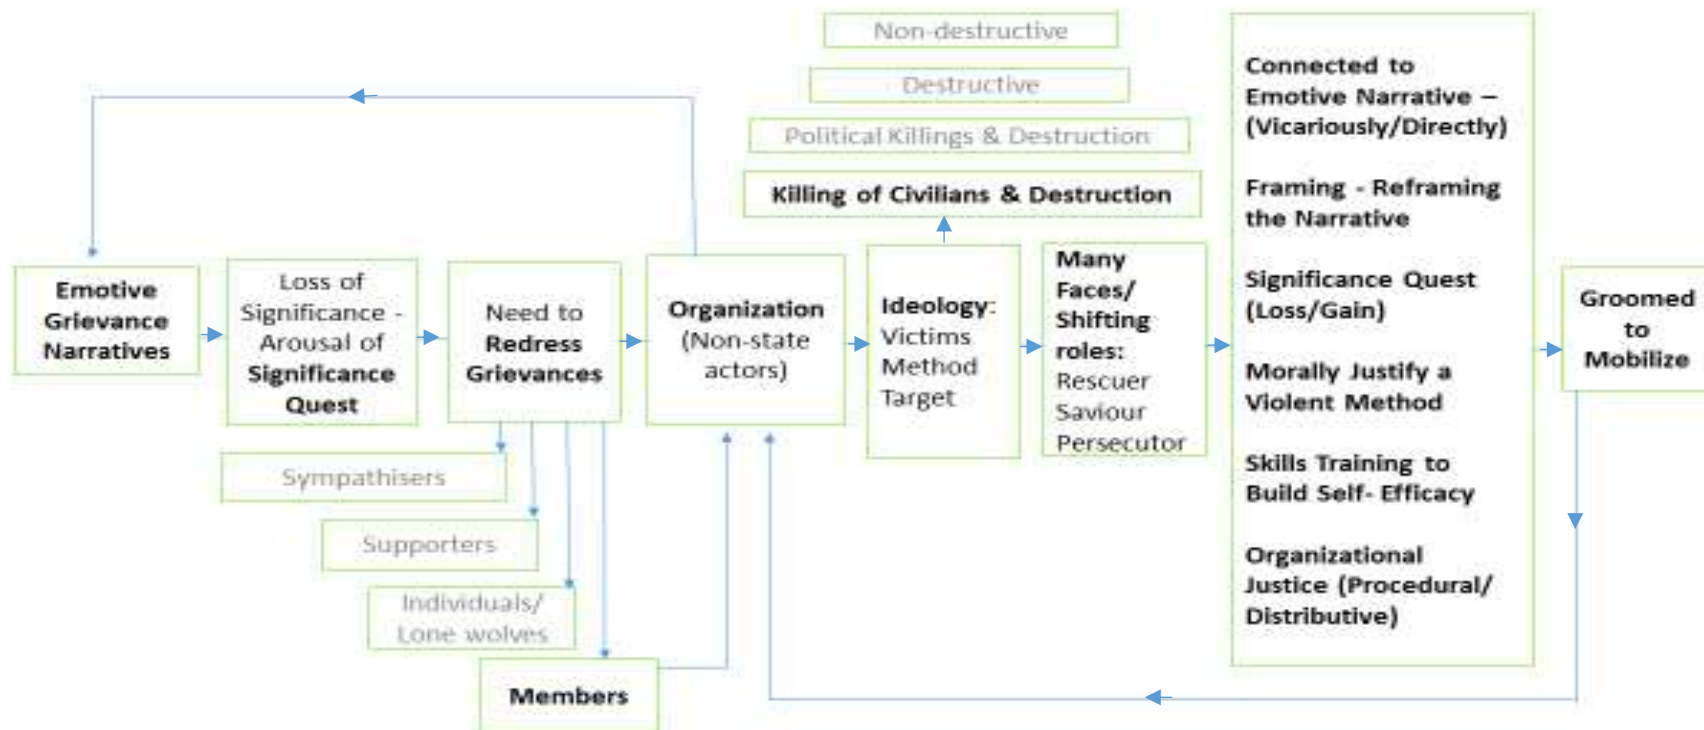 Non-destructive
Destructive
Political Killings & Destruction
Killing of Civilians & Destruction
Emotive
Grievance
Narratives
Loss of
Significance -
Arousal of
Significance
Quest
Need to
Redress
Grievances
Organization
(Non-state
actors)
Ideology:
Victims
Method
Target
Many
Faces/
Shifting
roles:
Rescuer
Saviour
Persecutor
Connected to
Emotive Narrative –
(Vicariously/Directly)
Framing - Reframing
the Narrative
Significance Quest
(Loss/Gain)
Morally Justify a
Violent Method
Skills Training to
Build Self- Efficacy
Organizational
Justice (Procedural/
Distributive)
Groomed
to
Mobilize
Sympathisers
Supporters
Individuals/
Lone wolves
Members